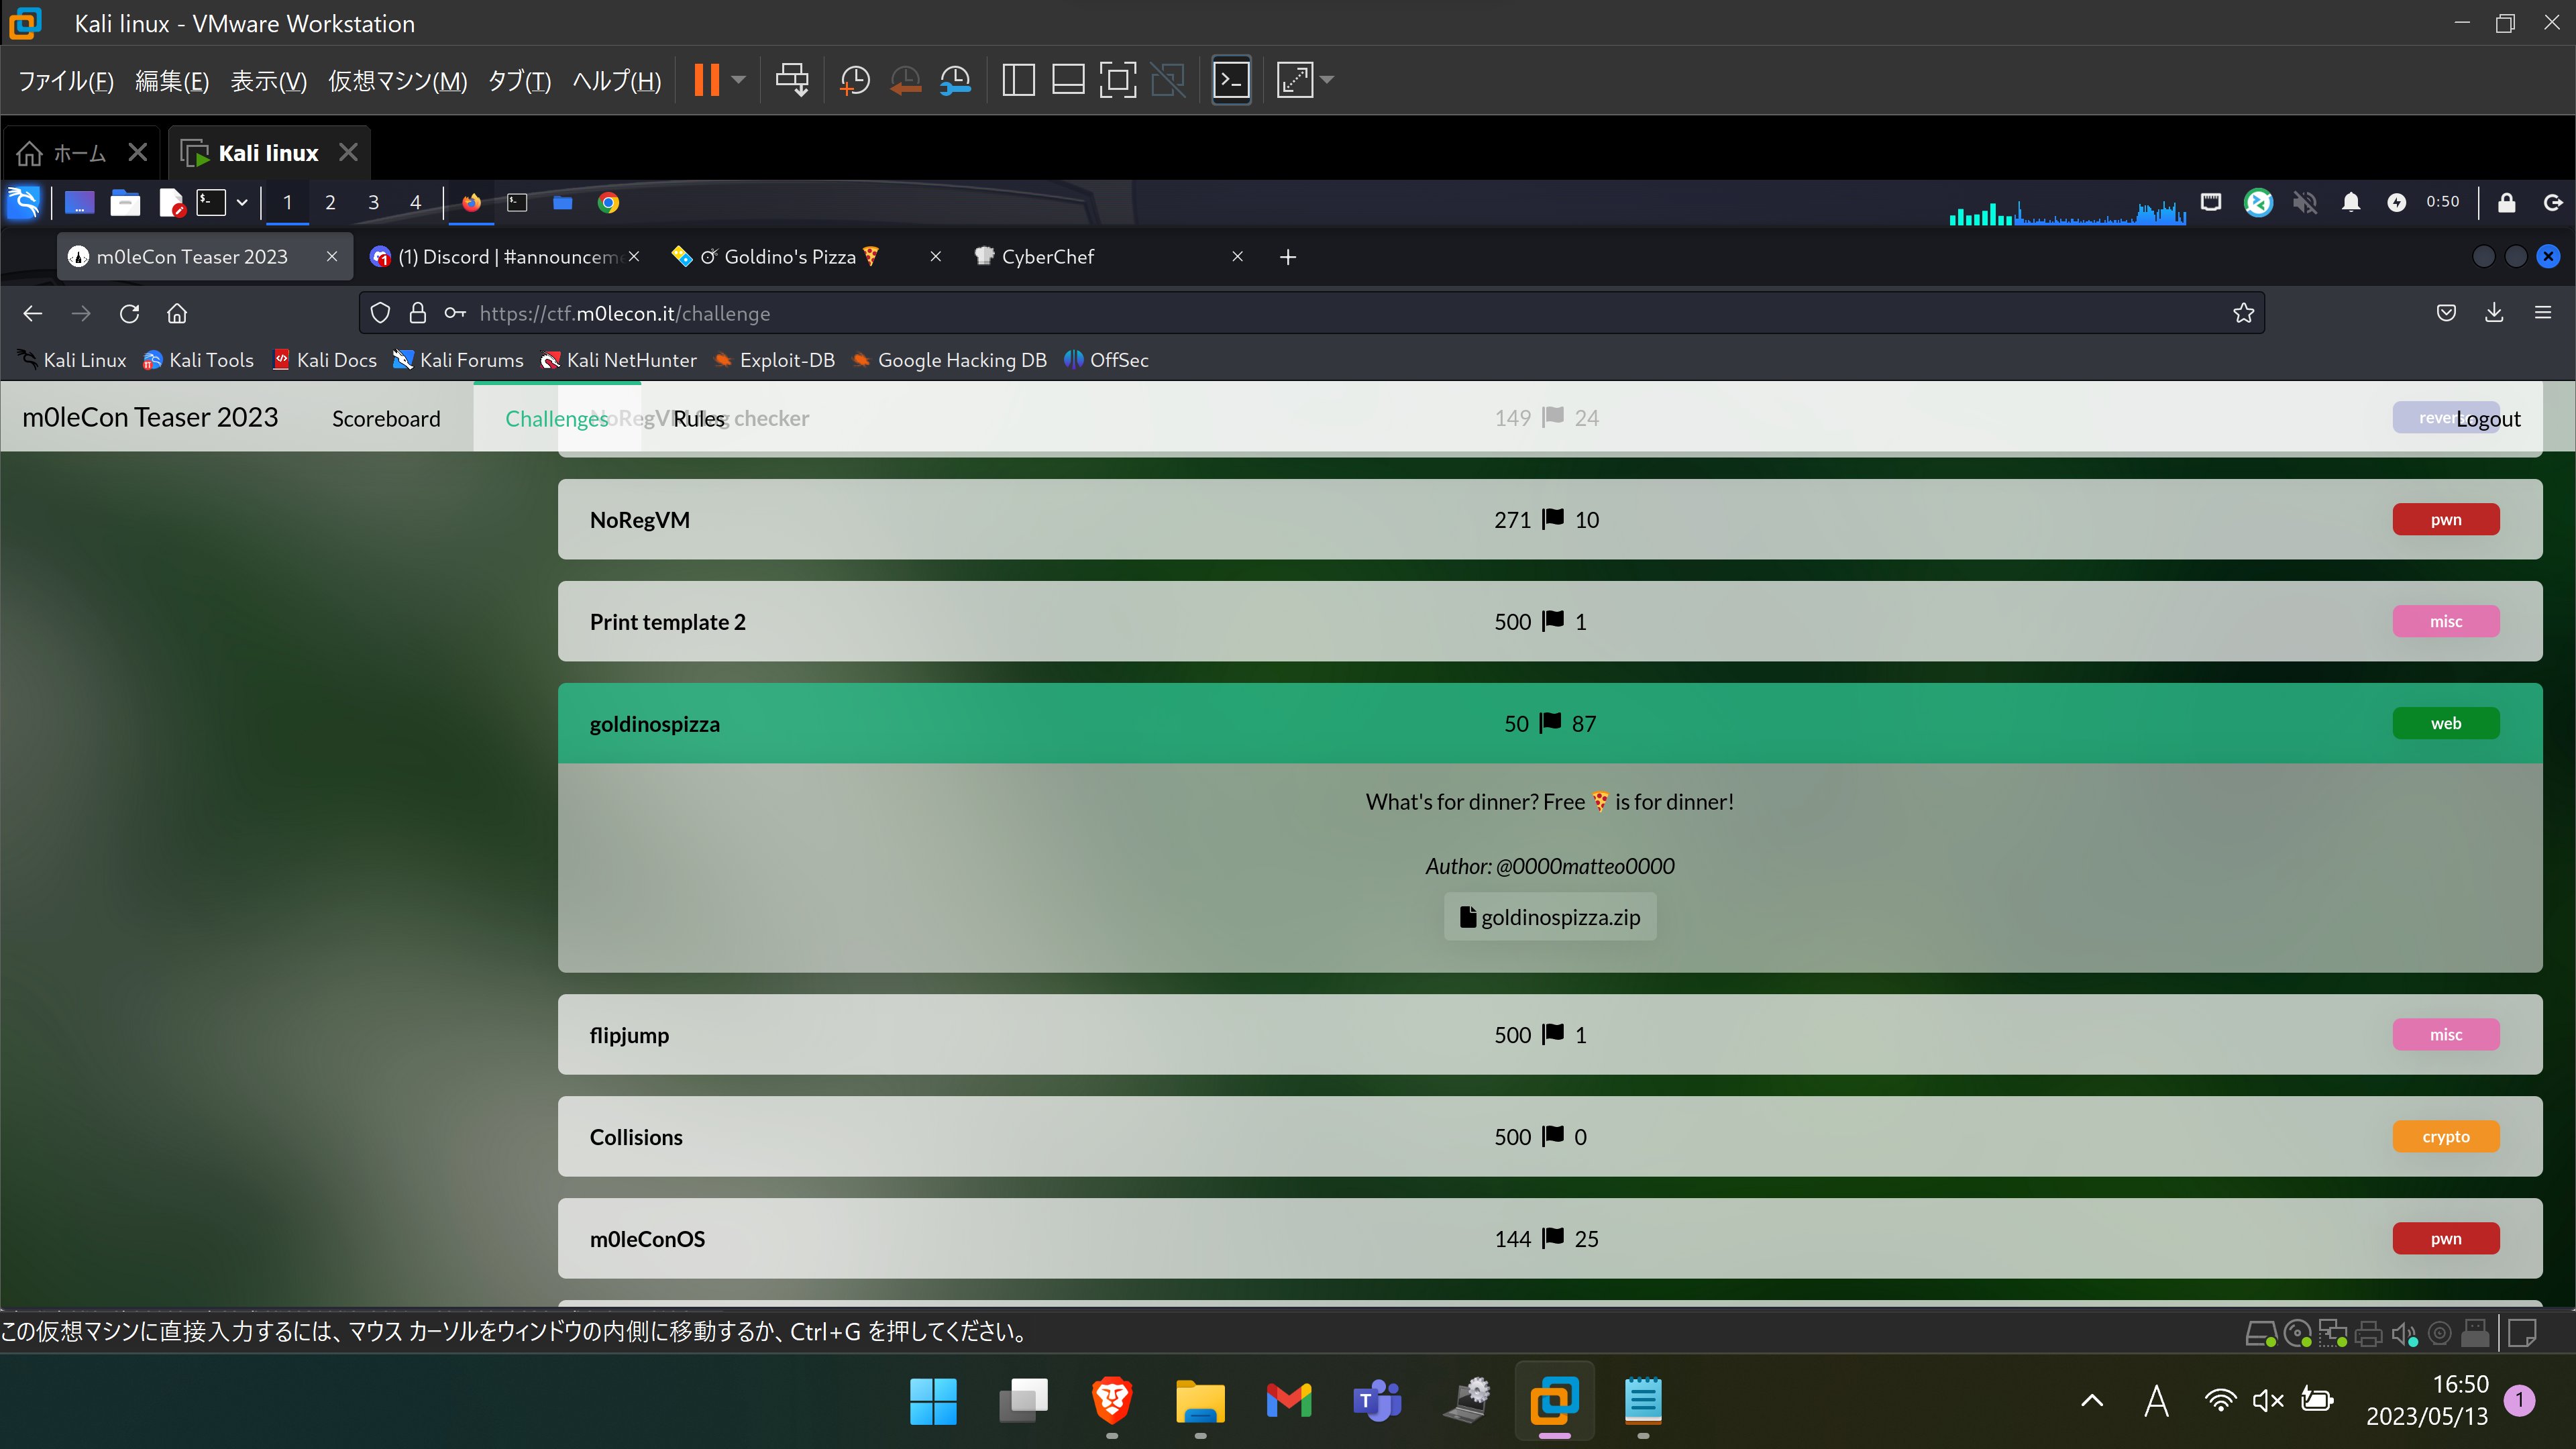 Kali linux - VMware Workstation
ファイル(F) 編集(E) 表示(V) 仮想マシン(M) タブ(T) ヘルプ(H)
ホーム Kali linux
1 2 3 4 0:50
m0leCon Teaser 2023 (1) Discord | #announcem Goldino's Pizza CyberChef
https://ctf.m0lecon.it/challenge
Kali Linux Kali Tools Kali Docs Kali Forums Kali NetHunter Exploit-DB Google Hacking DB OffSec
m0leCon Teaser 2023 Scoreboard Challenges Rules Logout
NoRegVM flag checker 149 24 reverse
NoRegVM 271 10 pwn
Print template 2 500 1 misc
goldinospizza 50 87 web
What's for dinner? Free 🍕 is for dinner!
Author: @0000matteo0000
goldinospizza.zip
flipjump 500 1 misc
Collisions 500 0 crypto
m0leConOS 144 25 pwn
この仮想マシンに直接入力するには、マウス カーソルをウィンドウの内側に移動するか、Ctrl+G を押してください。
A 16:50
2023/05/13 1